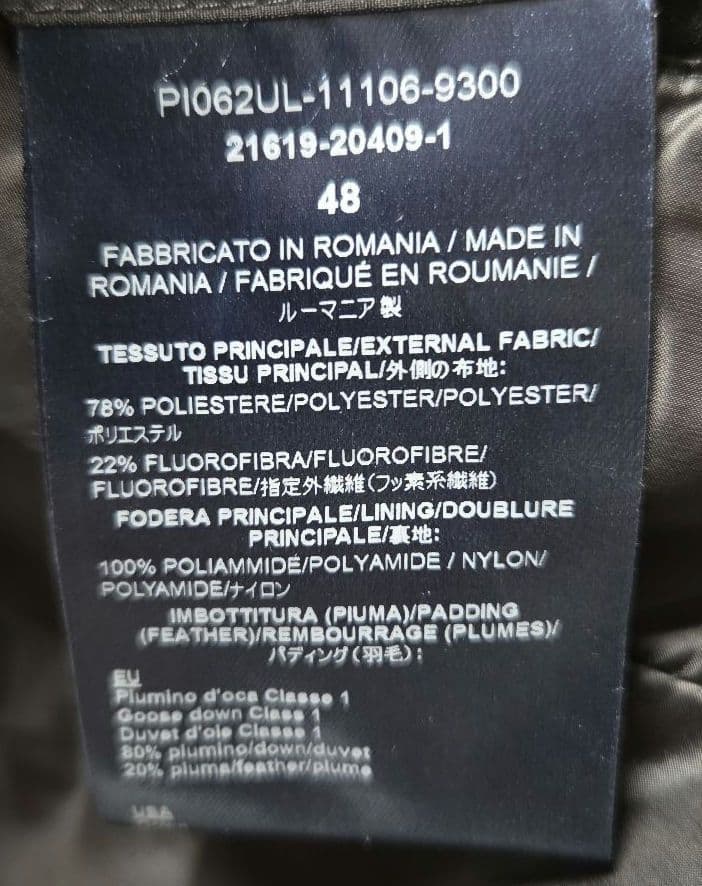 PI062UL-11106-9300
21619-20409-1
48
FABBRICATO IN ROMANIA / MADE IN
ROMANIA / FABRIQUÉ EN ROUMANIE /
ルーマニア製
TESSUTO PRINCIPALE/EXTERNAL FABRIC/
TISSU PRINCIPAL/外側の布地:
78% POLIESTERE/POLYESTER/POLYESTER/
ポリエステル
22% FLUOROFIBRA/FLUOROFIBRE/
FLUOROFIBRE/指定外繊維(フッ素系繊維)
FODERA PRINCIPALE/LINING/DOUBLURE
PRINCIPALE/裏地:
100% POLIAMMIDE/POLYAMIDE / NYLON/
POLYAMIDE/ナイロン
IMBOTTITURA (PIUMA)/PADDING
(FEATHER)/REMBOURRAGE (PLUMES)/
パディング(羽毛):
EU
Piumino d'oca Classe 1
Goose down Class 1
Duvet d'oie Classe 1
80% piumino/down/duvet
20% piuma/feather/plume
USA